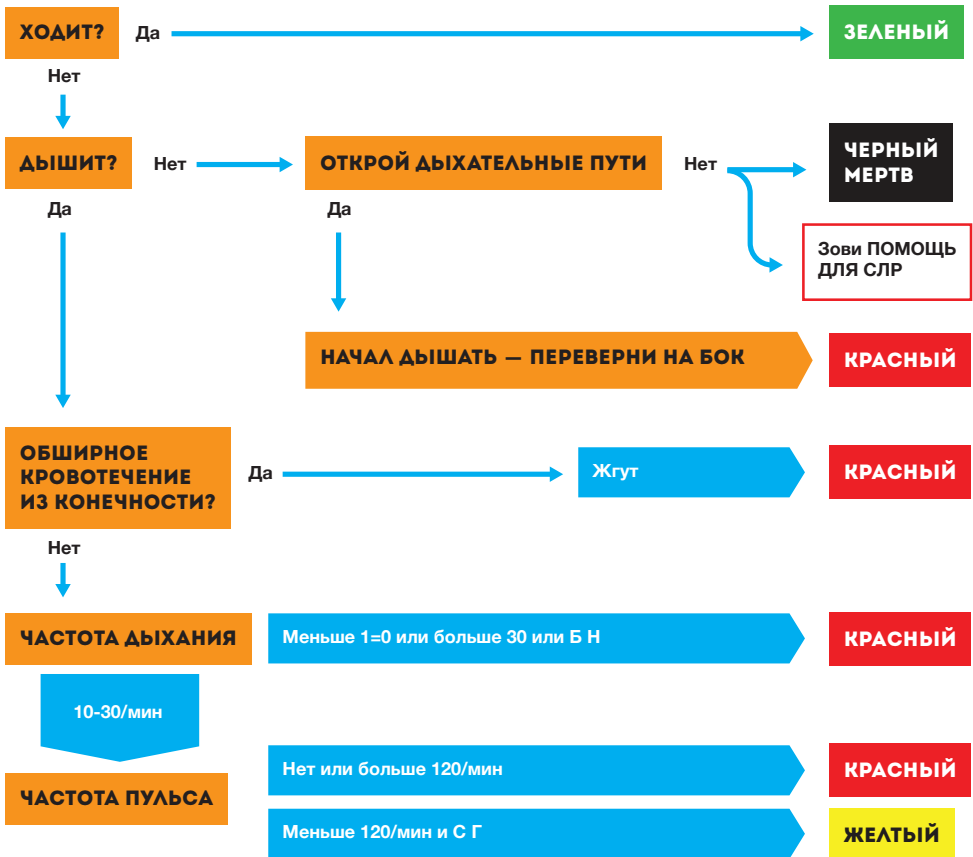 ХОДИТ? Да ЗЕЛЕНЫЙ
Нет
ДЫШИТ? Нет ОТКРОЙ ДЫХАТЕЛЬНЫЕ ПУТИ Нет
ЧЕРНЫЙ
МЕРТВ
Да Да
Зови ПОМОЩЬ
ДЛЯ СЛР
НАЧАЛ ДЫШАТЬ — ПЕРЕВЕРНИ НА БОК КРАСНЫЙ
ОБШИРНОЕ
КРОВОТЕЧЕНИЕ
ИЗ КОНЕЧНОСТИ?
Да Жгут КРАСНЫЙ
Нет
ЧАСТОТА ДЫХАНИЯ Меньше 1=0 или больше 30 или Б Н КРАСНЫЙ
10-30/мин
ЧАСТОТА ПУЛЬСА
Нет или больше 120/мин КРАСНЫЙ
Меньше 120/мин и С Г ЖЕЛТЫЙ